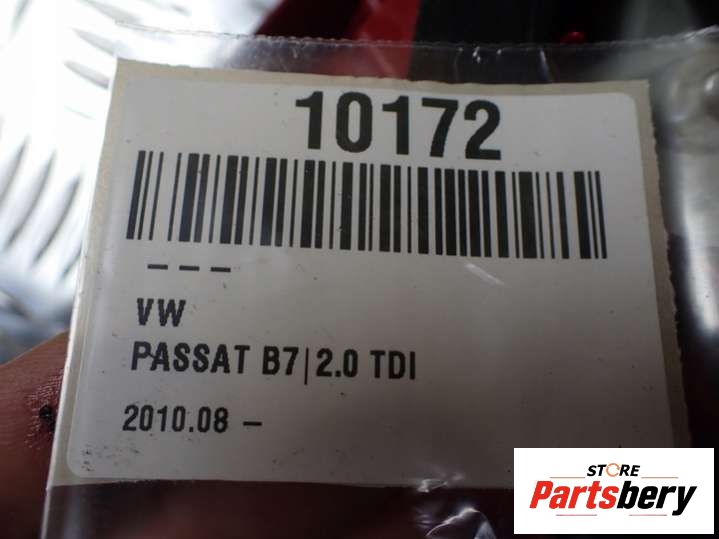 10172
---
VW
PASSAT B7|2.0 TDI
2010.08 -
STORE
Partsbery